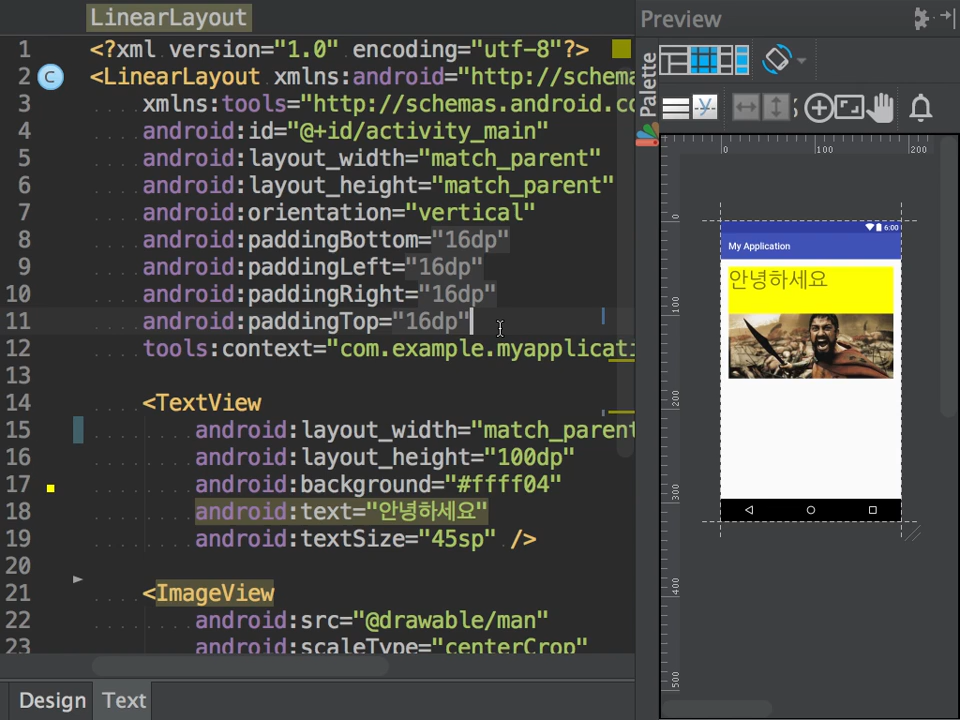 LinearLayout
1 <?xml version="1.0" encoding="utf-8"?>
2 <LinearLayout xmlns:android="http://schema
3 xmlns:tools="http://schemas.android.co
4 android:id="@+id/activity_main"
5 android:layout_width="match_parent"
6 android:layout_height="match_parent"
7 android:orientation="vertical"
8 android:paddingBottom="16dp"
9 android:paddingLeft="16dp"
10 android:paddingRight="16dp"
11 android:paddingTop="16dp"
12 tools:context="com.example.myapplicati
13
14 <TextView
15 android:layout_width="match_parent
16 android:layout_height="100dp"
17 android:background="#ffff04"
18 android:text="안녕하세요"
19 android:textSize="45sp" />
20
21 <ImageView
22 android:src="@drawable/man"
23 android:scaleType="centerCrop"
Design Text
Preview
Palette
0 100 200
0
100
200
300
400
500
6:00
My Application
안녕하세요